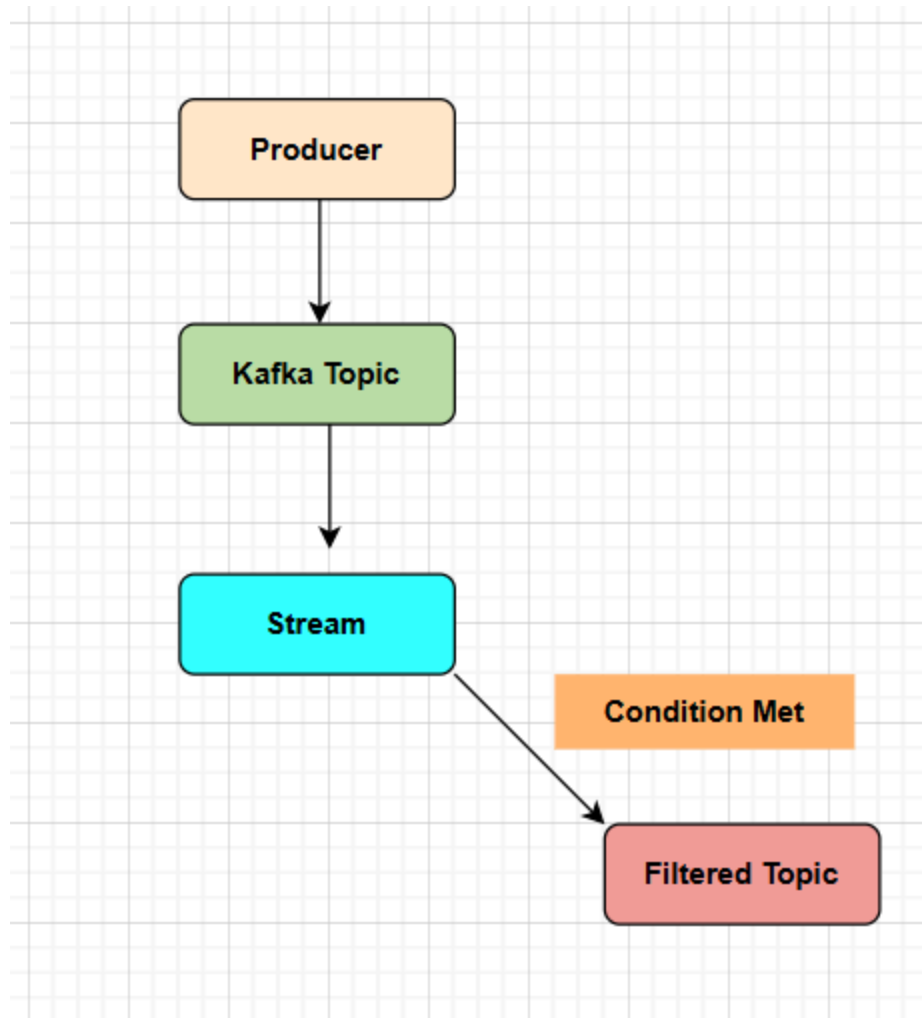 Producer
Kafka Topic
Stream
Condition Met
Filtered Topic